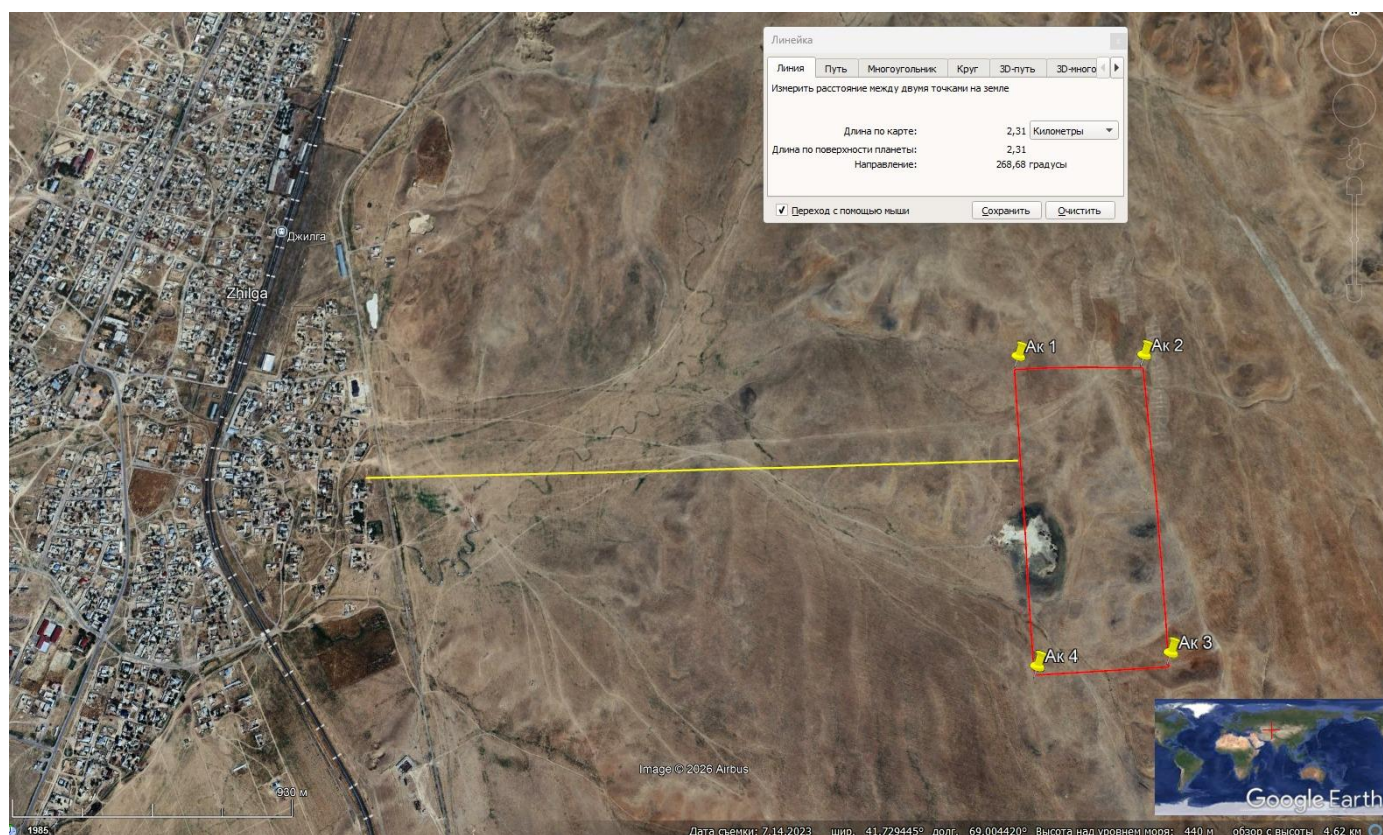 Линейка
Линия Путь Многоугольник Круг 3D-путь 3D-много
Измерить расстояние между двумя точками на земле
Длина по карте: 2,31 Километры
Длина по поверхности планеты: 2,31
Направление: 268,68 градусы
Переход с помощью мыши Сохранить Очистить
Джилга
Zhilga
Ак 1
Ак 2
Ак 3
Ак 4
Image © 2026 Airbus
930 м
Google Earth
1985
Дата съемки: 7.14.2023 шир. 41.729445° долг. 69.004420° Высота над уровнем моря: 440 м обзор с высоты 4.62 км